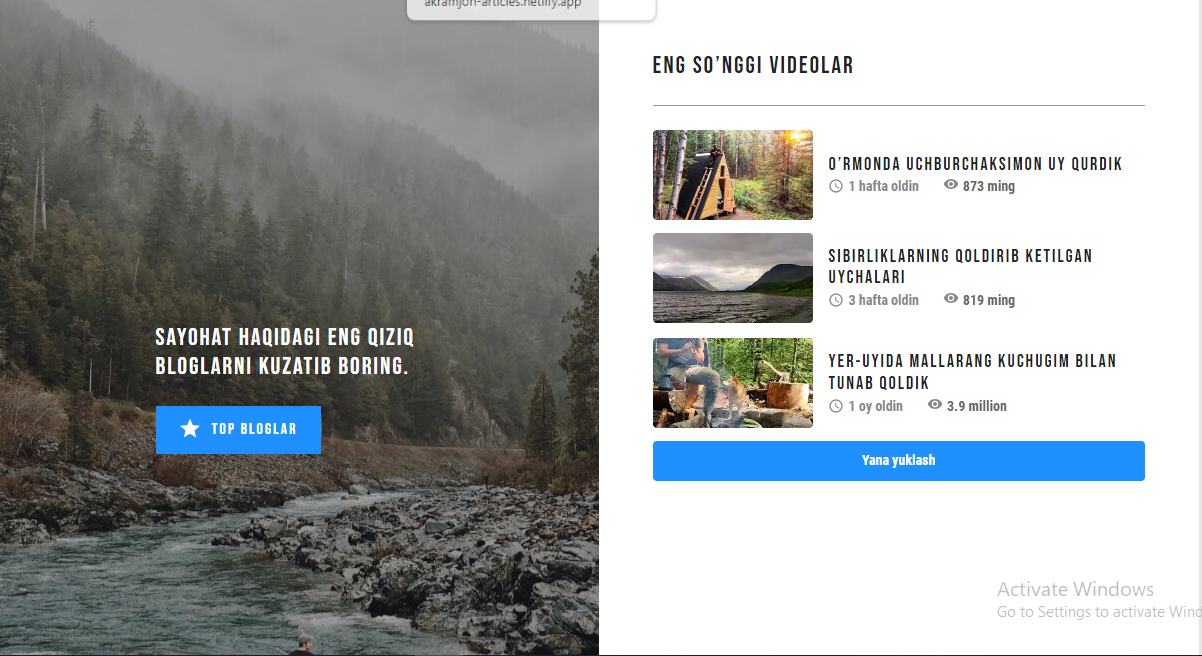 akramjon-articles.netlify.app
SAYOHAT HAQIDAGI ENG QIZIQ
BLOGLARNI KUZATIB BORING.
TOP BLOGLAR
ENG SO’NGGI VIDEOLAR
O’RMONDA UCHBURCHAKSIMON UY QURDIK
1 hafta oldin 873 ming
SIBIRLIKLARNING QOLDIRIB KETILGAN
UYCHALARI
3 hafta oldin 819 ming
YER-UYIDA MALLARANG KUCHUGIM BILAN
TUNAB QOLDIK
1 oy oldin 3.9 million
Yana yuklash
Activate Windows
Go to Settings to activate Wind